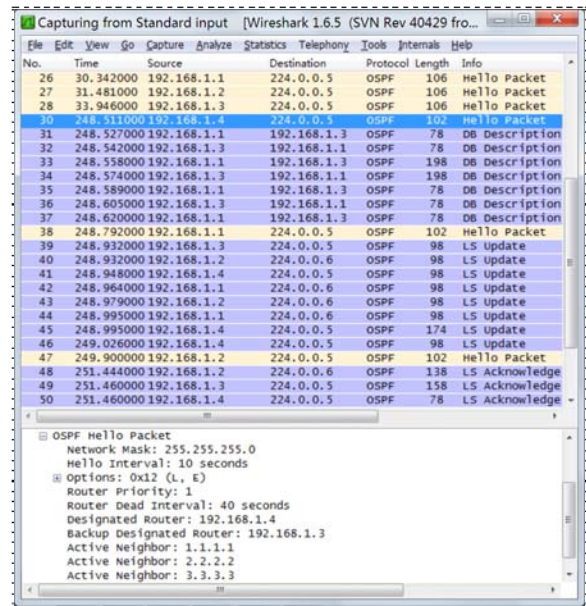 Capturing from Standard input [Wireshark 1.6.5 (SVN Rev 40429 fro...
File Edit View Go Capture Analyze Statistics Telephony Tools Internals Help
No. Time Source Destination Protocol Length Info
26 30.342000 192.168.1.1 224.0.0.5 OSPF 106 Hello Packet
27 31.481000 192.168.1.2 224.0.0.5 OSPF 106 Hello Packet
28 33.946000 192.168.1.3 224.0.0.5 OSPF 106 Hello Packet
30 248.511000 192.168.1.4 224.0.0.5 OSPF 102 Hello Packet
31 248.527000 192.168.1.1 192.168.1.3 OSPF 78 DB Description
32 248.542000 192.168.1.3 192.168.1.1 OSPF 78 DB Description
33 248.558000 192.168.1.1 192.168.1.3 OSPF 198 DB Description
34 248.574000 192.168.1.3 192.168.1.1 OSPF 198 DB Description
35 248.589000 192.168.1.1 192.168.1.3 OSPF 78 DB Description
36 248.605000 192.168.1.3 192.168.1.1 OSPF 78 DB Description
37 248.620000 192.168.1.1 192.168.1.3 OSPF 78 DB Description
38 248.792000 192.168.1.1 224.0.0.5 OSPF 102 Hello Packet
39 248.932000 192.168.1.3 224.0.0.5 OSPF 98 LS Update
40 248.932000 192.168.1.2 224.0.0.6 OSPF 98 LS Update
41 248.948000 192.168.1.4 224.0.0.5 OSPF 98 LS Update
42 248.964000 192.168.1.1 224.0.0.6 OSPF 98 LS Update
43 248.979000 192.168.1.2 224.0.0.6 OSPF 98 LS Update
44 248.995000 192.168.1.1 224.0.0.6 OSPF 98 LS Update
45 248.995000 192.168.1.4 224.0.0.5 OSPF 174 LS Update
46 249.026000 192.168.1.4 224.0.0.5 OSPF 98 LS Update
47 249.900000 192.168.1.2 224.0.0.5 OSPF 102 Hello Packet
48 251.444000 192.168.1.2 224.0.0.6 OSPF 138 LS Acknowledge
49 251.460000 192.168.1.3 224.0.0.5 OSPF 158 LS Acknowledge
50 251.460000 192.168.1.4 224.0.0.5 OSPF 78 LS Acknowledge
OSPF Hello Packet
Network Mask: 255.255.255.0
Hello Interval: 10 seconds
Options: 0x12 (L, E)
Router Priority: 1
Router Dead Interval: 40 seconds
Designated Router: 192.168.1.4
Backup Designated Router: 192.168.1.3
Active Neighbor: 1.1.1.1
Active Neighbor: 2.2.2.2
Active Neighbor: 3.3.3.3